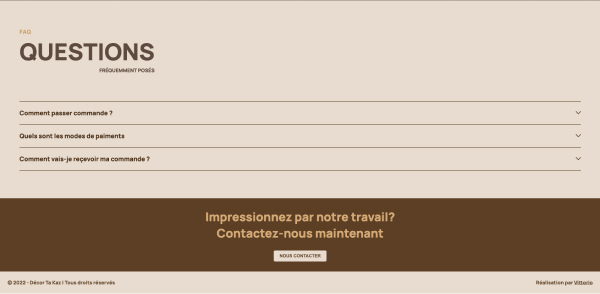 FAQ
QUESTIONS
FRÉQUEMMENT POSÉS
Comment passer commande ?
Quels sont les modes de paiments
Comment vais-je reçevoir ma commande ?
Impressionnez par notre travail?
Contactez-nous maintenant
NOUS CONTACTER
© 2022 - Décor Ta Kaz ! Tous droits réservés
Réalisation par Vittorio